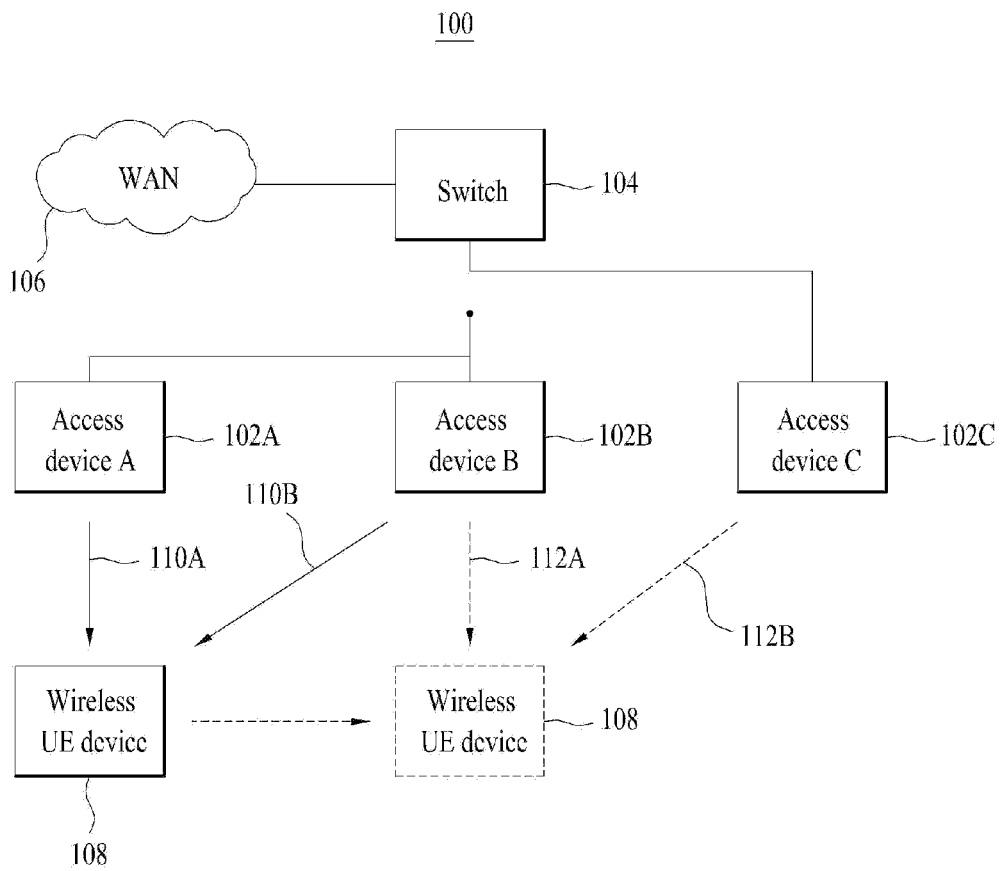 100
WAN
Switch
104
106
Access
device A
102A
Access
device B
102B
Access
device C
102C
110B
110A
112A
112B
Wireless
UE device
Wireless
UE device
108
108